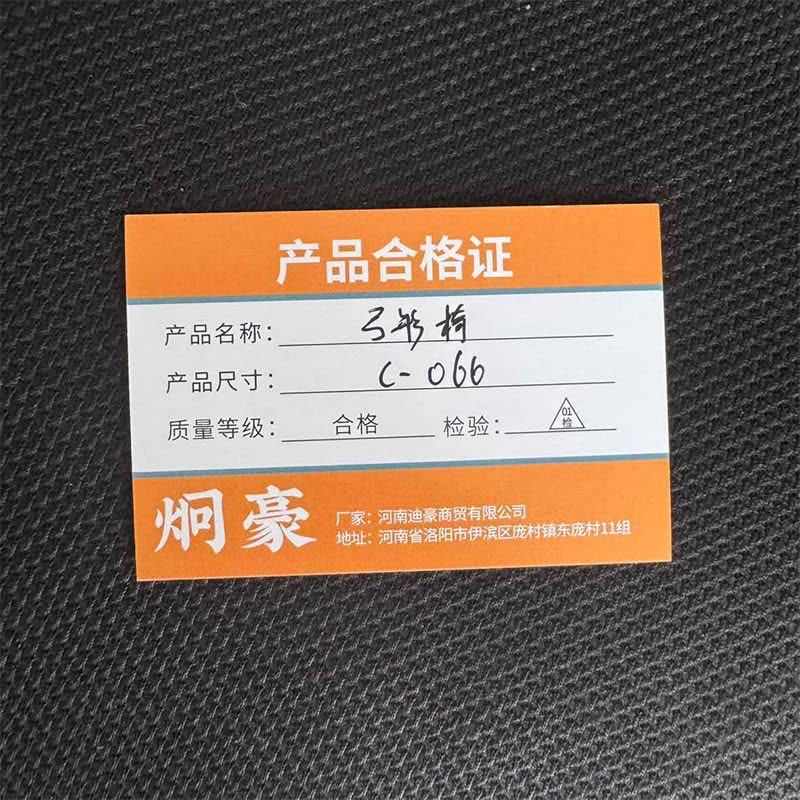 产品合格证
产品名称：弓形椅
产品尺寸：C-066
质量等级：合格 检验：01检
炯豪
厂家：河南迪豪商贸有限公司
地址：河南省洛阳市伊滨区庞村镇东庞村11组